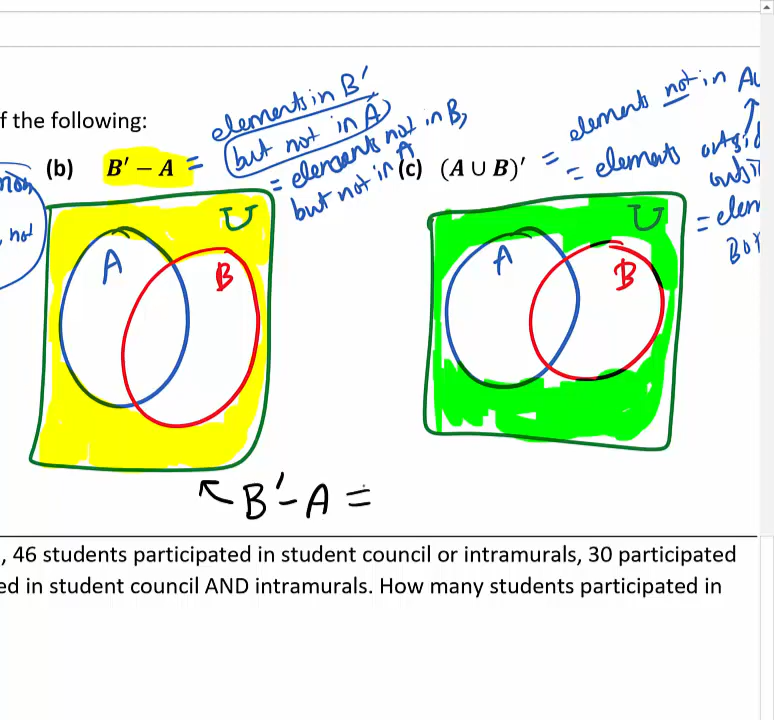 f the following:
(b) B′ − A = elements in B'
but not in A
= elements not in B,
but not in A
(c) (A ∪ B)′ = elements not in A
= elements
= elem
, not
U
A
B
U
A
B
B' - A =
, 46 students participated in student council or intramurals, 30 participated
ed in student council AND intramurals. How many students participated in